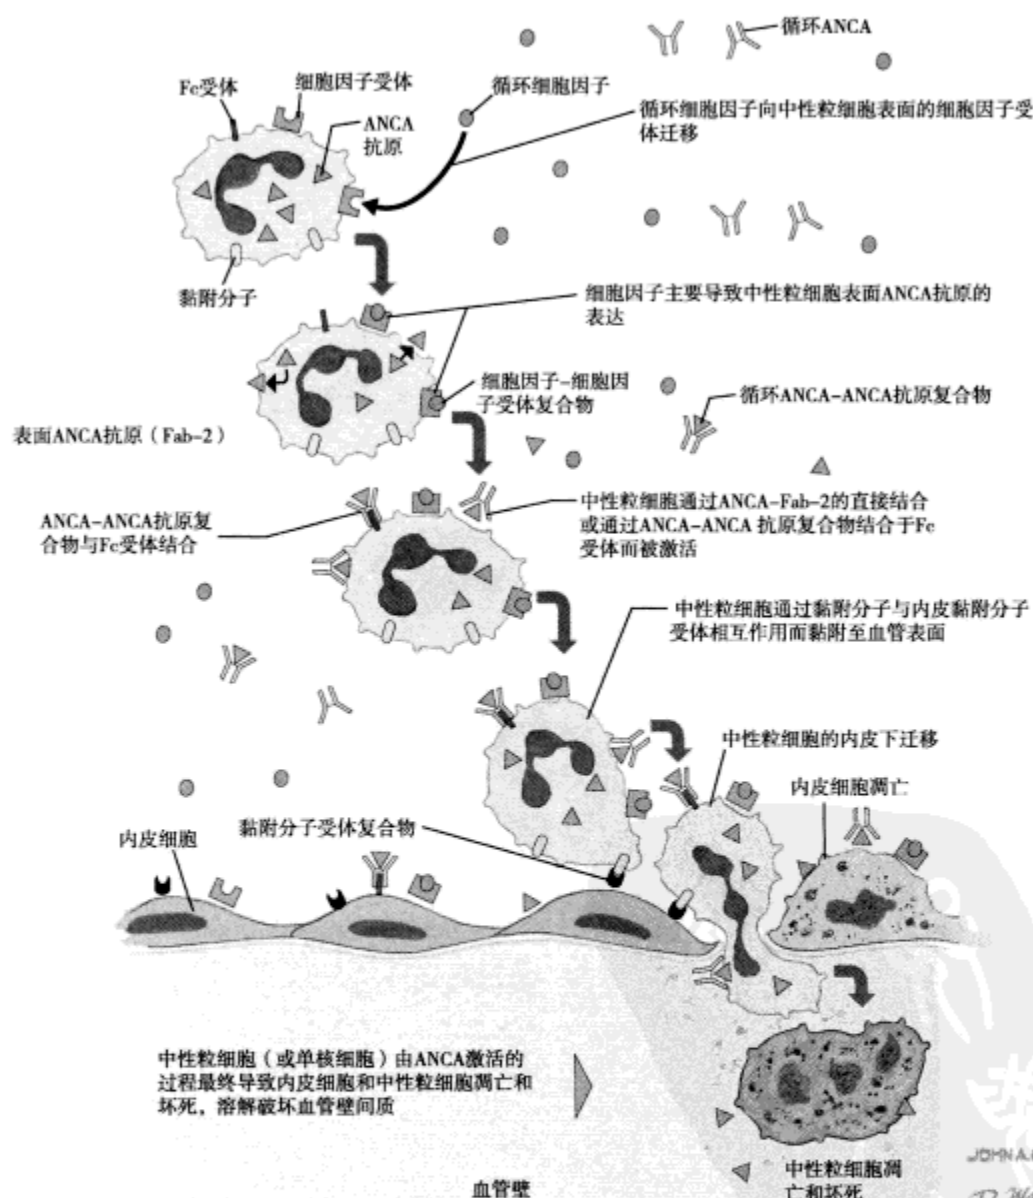 循环ANCA
Fc受体
细胞因子受体
循环细胞因子
ANCA
抗原
循环细胞因子向中性粒细胞表面的细胞因子受
体迁移
黏附分子
细胞因子主要导致中性粒细胞表面ANCA抗原的
表达
细胞因子-细胞因
子受体复合物
循环ANCA-ANCA抗原复合物
表面ANCA抗原（Fab-2）
ANCA-ANCA抗原复
合物与Fc受体结合
中性粒细胞通过ANCA-Fab-2的直接结合
或通过ANCA-ANCA 抗原复合物结合于Fc
受体而被激活
中性粒细胞通过黏附分子与内皮黏附分子
受体相互作用而黏附至血管表面
中性粒细胞的内皮下迁移
内皮细胞凋亡
黏附分子受体复合物
内皮细胞
中性粒细胞（或单核细胞）由ANCA激活的
过程最终导致内皮细胞和中性粒细胞凋亡和
坏死，溶解破坏血管壁间质
JOHN A.
中性粒细胞凋
亡和坏死
血管壁